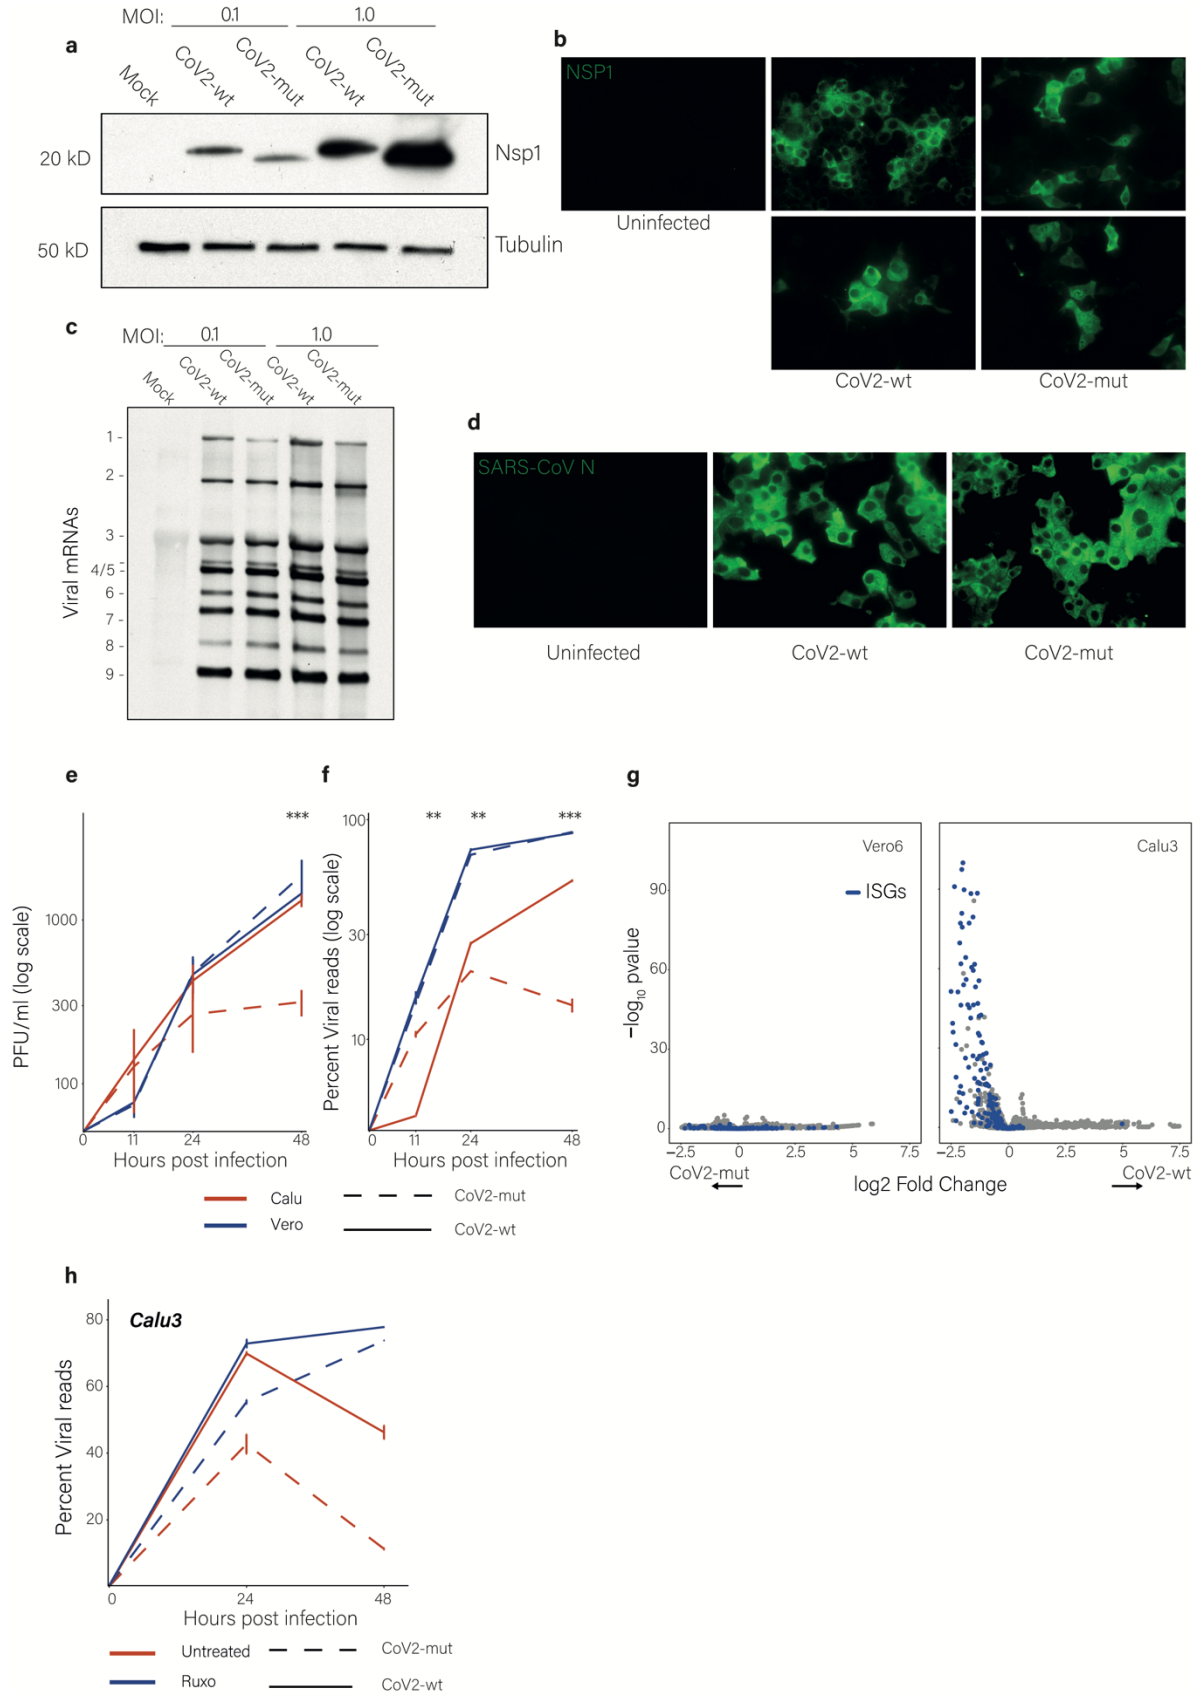 a
MOI: 0.1 1.0
Mock CoV2-wt CoV2-mut CoV2-wt CoV2-mut
20 kD Nsp1
50 kD Tubulin
b
NSP1
Uninfected
CoV2-wt CoV2-mut
c
MOI: 0.1 1.0
Mock CoV2-wt CoV2-mut CoV2-wt CoV2-mut
Viral mRNAs
1 -
2 -
3 -
4/5 -
6 -
7 -
8 -
9 -
d
SARS-CoV N
Uninfected CoV2-wt CoV2-mut
e
***
PFU/ml (log scale)
1000
300
100
0 11 24 48
Hours post infection
f
** ** ***
Percent Viral reads (log scale)
100
30
10
0 11 24 48
Hours post infection
Calu CoV2-mut
Vero CoV2-wt
g
Vero6 Calu3
ISGs
−log10 pvalue
90
60
30
0
−2.5 0 2.5 5 7.5 −2.5 0 2.5 5 7.5
CoV2-mut log2 Fold Change CoV2-wt
h
Calu3
Percent Viral reads
80
60
40
20
0 24 48
Hours post infection
Untreated CoV2-mut
Ruxo CoV2-wt